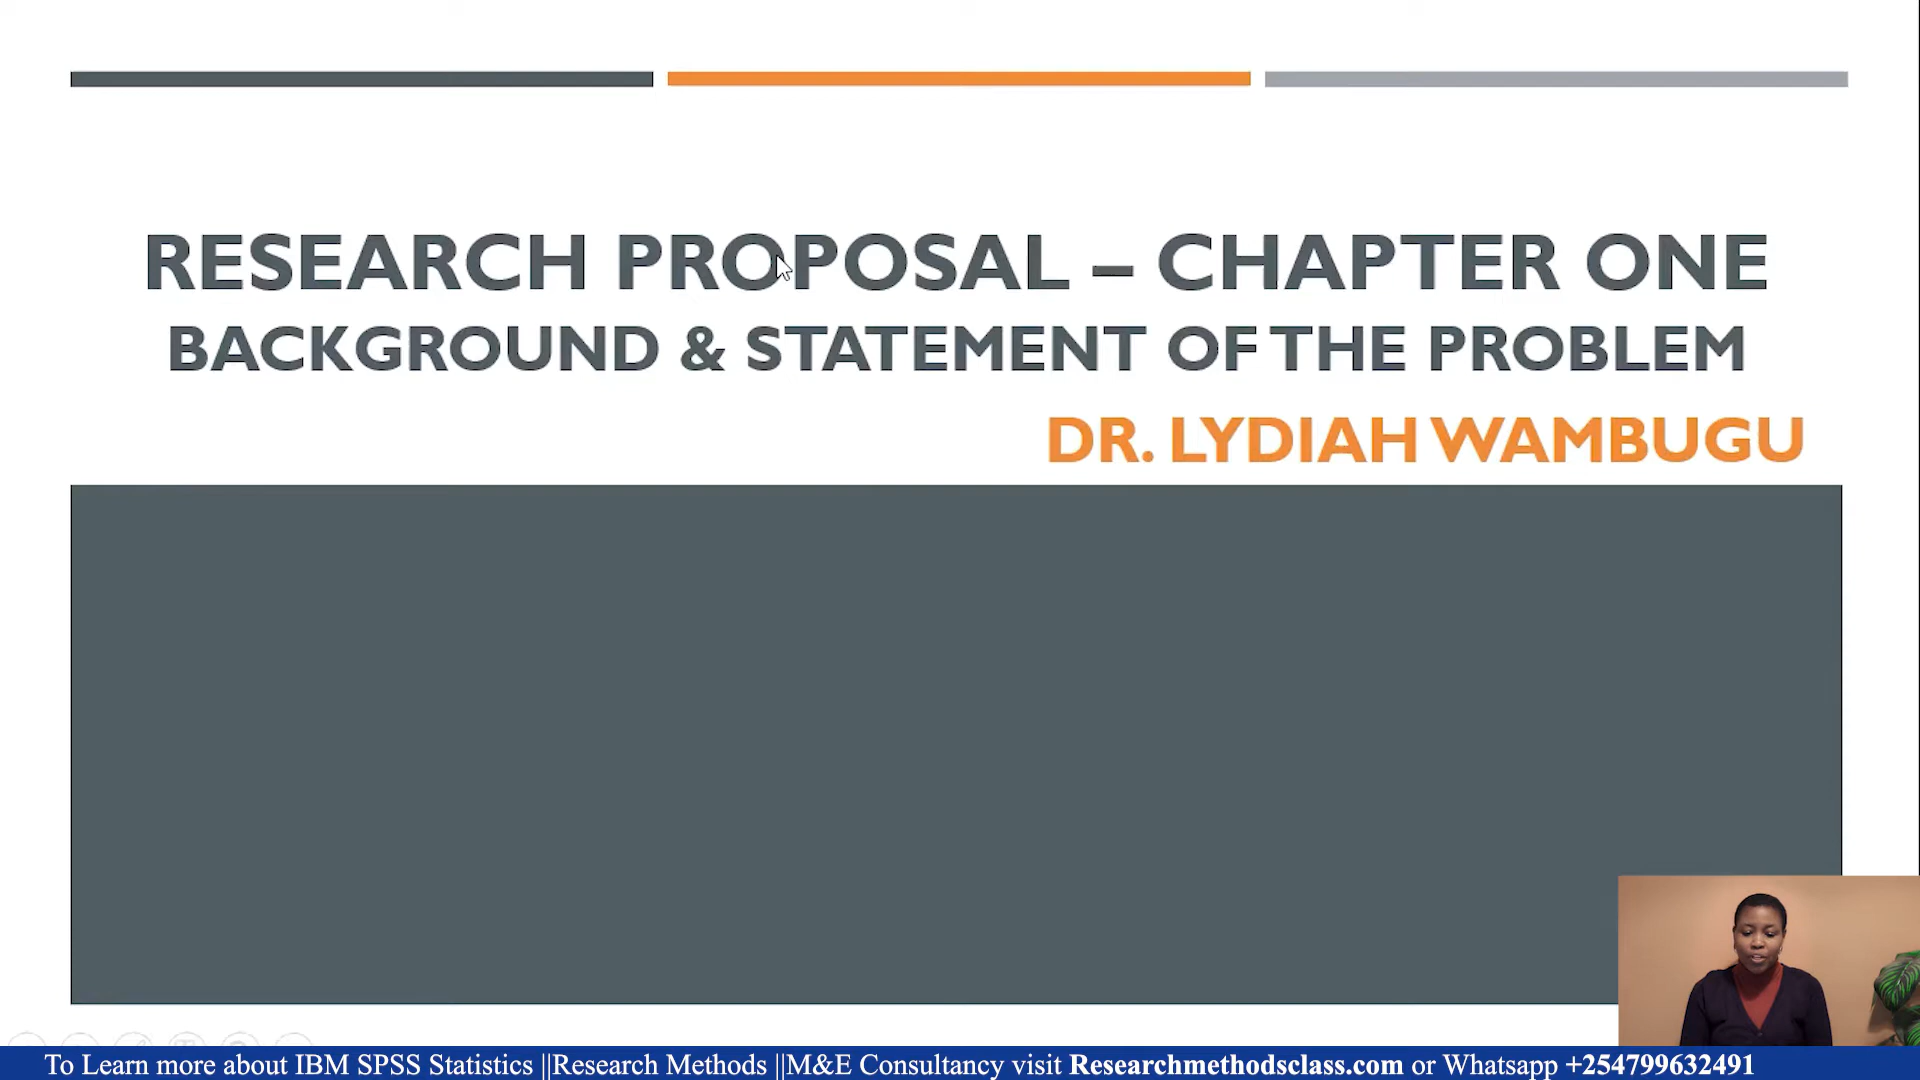 RESEARCH PROPOSAL – CHAPTER ONE
BACKGROUND & STATEMENT OF THE PROBLEM
DR. LYDIAH WAMBUGU
To Learn more about IBM SPSS Statistics ||Research Methods ||M&E Consultancy visit Researchmethodsclass.com or Whatsapp +254799632491